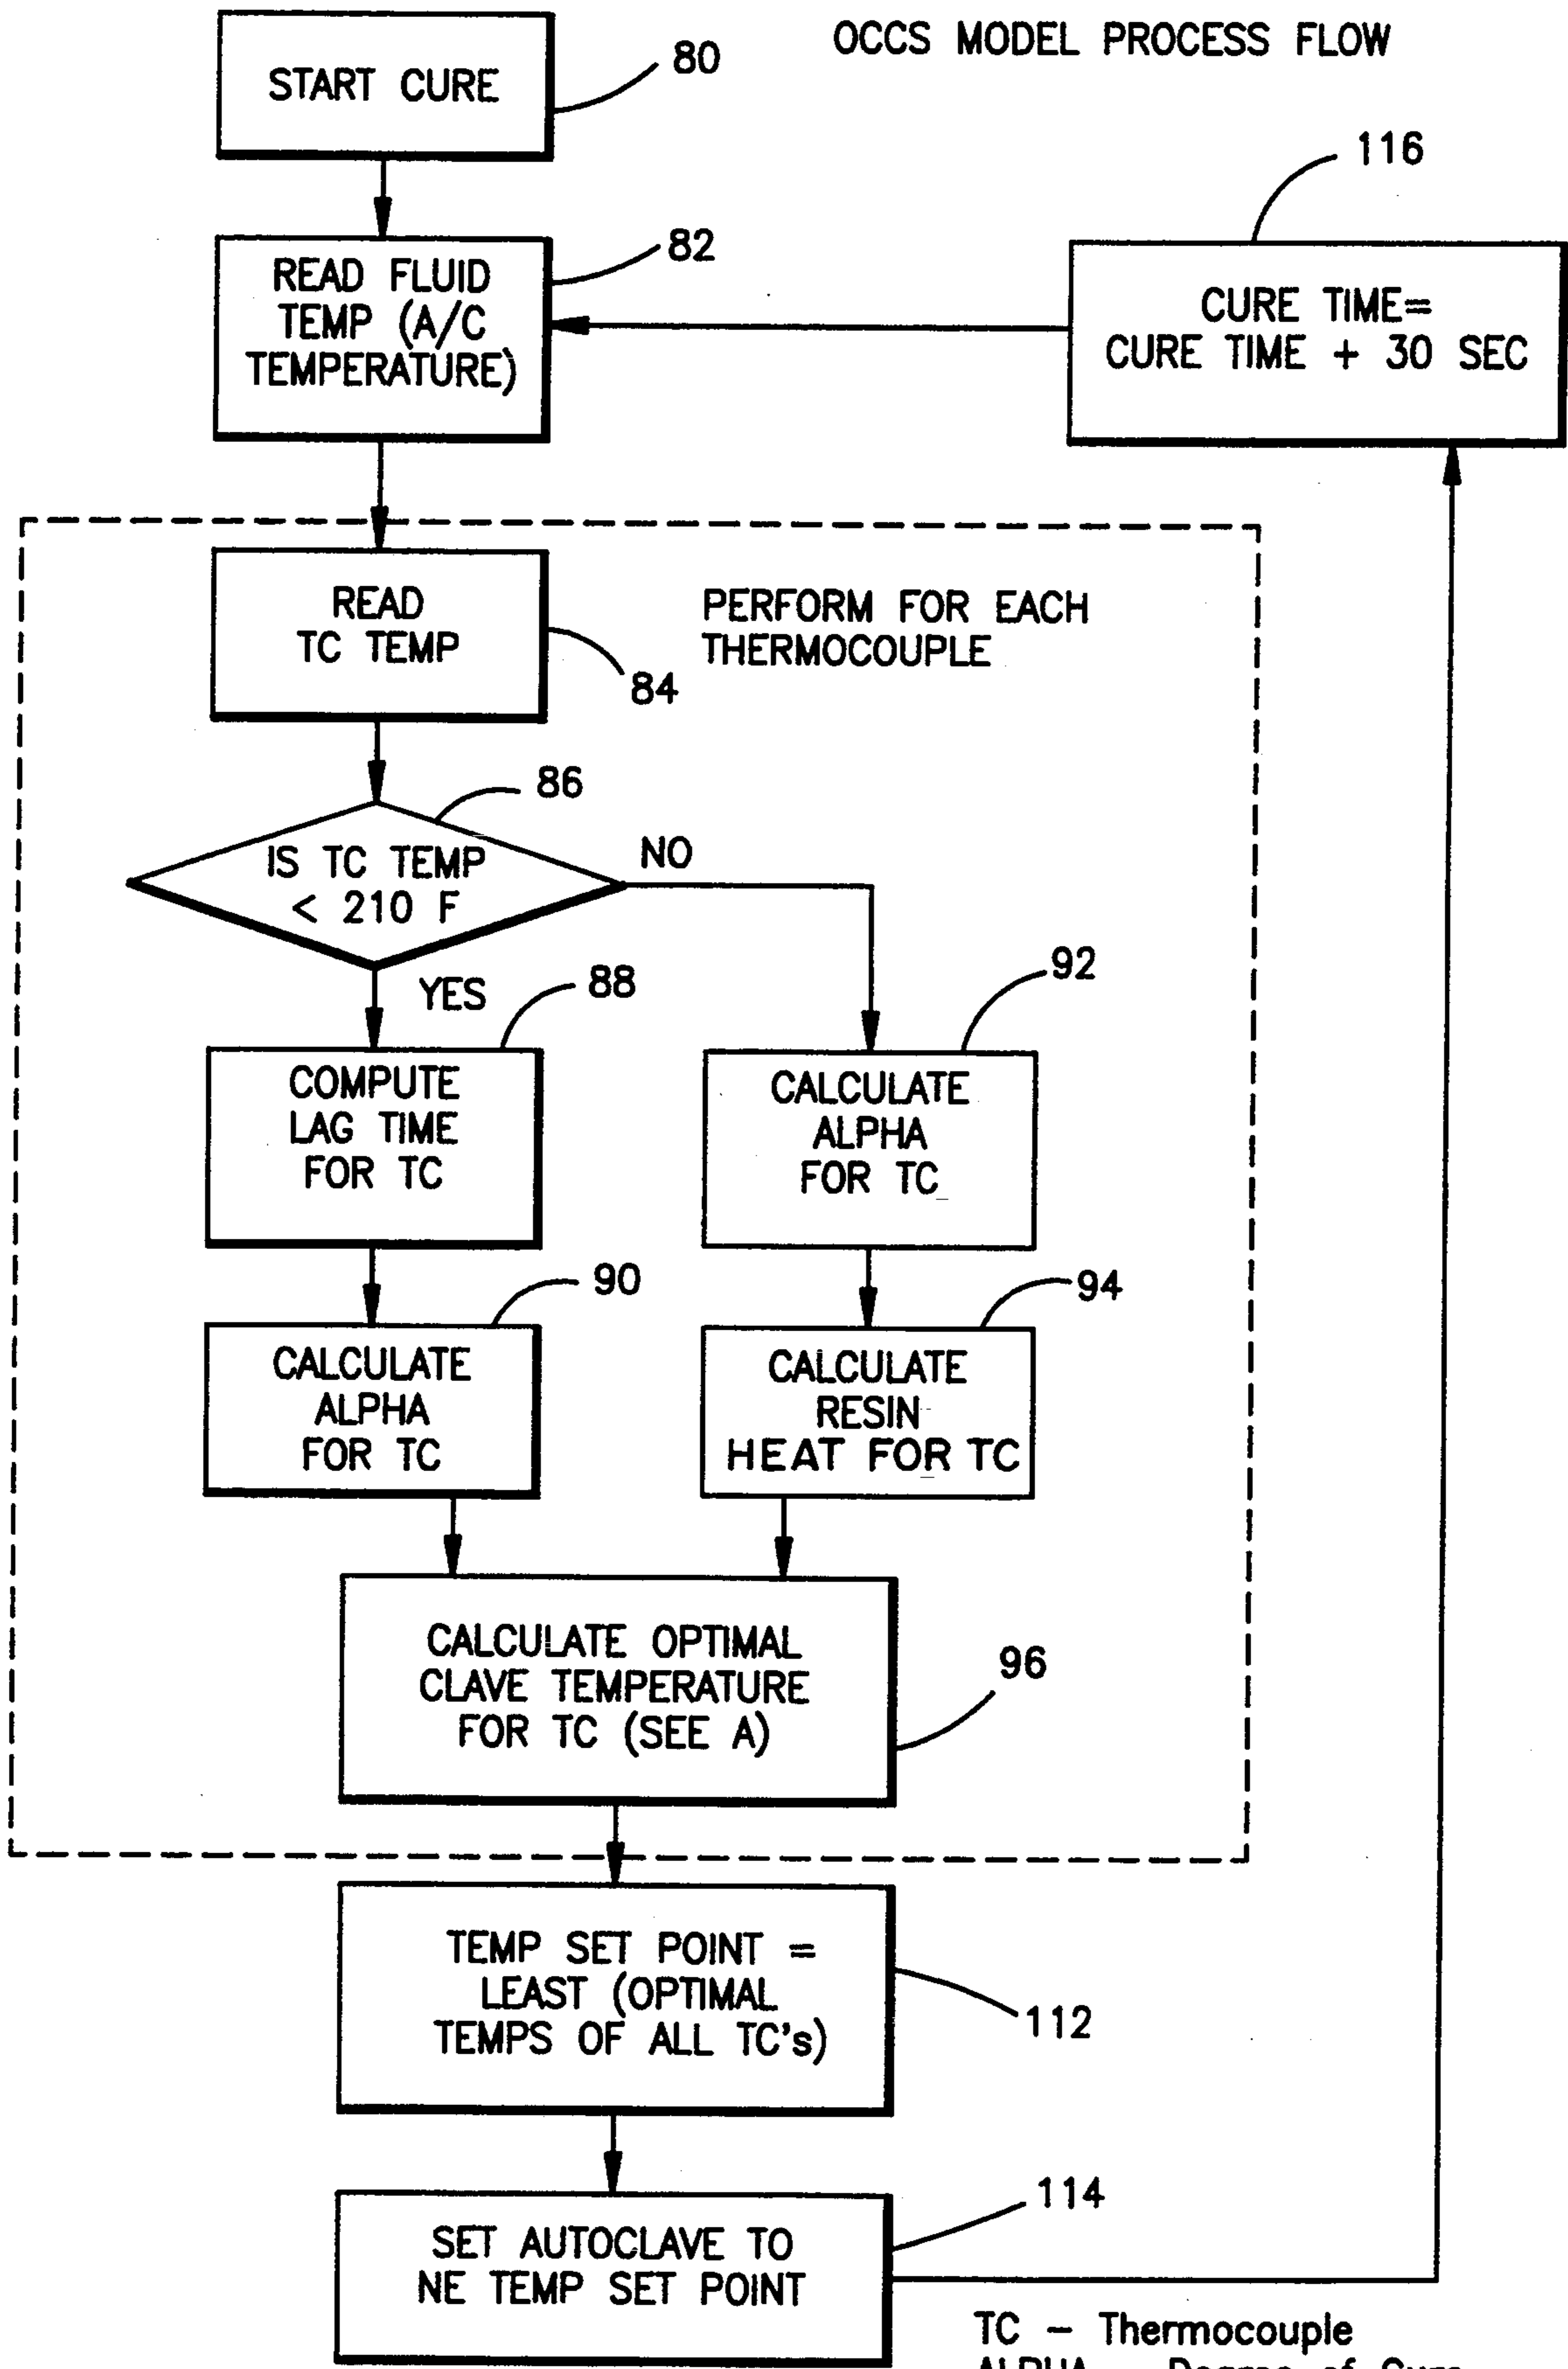 OCCS MODEL PROCESS FLOW
START CURE
80
116
READ FLUID
TEMP (A/C
TEMPERATURE)
82
CURE TIME=
CURE TIME + 30 SEC
READ
TC TEMP
84
PERFORM FOR EACH
THERMOCOUPLE
86
IS TC TEMP
< 210 F
NO
YES
88
92
COMPUTE
LAG TIME
FOR TC
CALCULATE
ALPHA
FOR TC
90
94
CALCULATE
ALPHA
FOR TC
CALCULATE
RESIN
HEAT FOR TC
CALCULATE OPTIMAL
CLAVE TEMPERATURE
FOR TC (SEE A)
96
TEMP SET POINT =
LEAST (OPTIMAL
TEMPS OF ALL TC's)
112
SET AUTOCLAVE TO
NE TEMP SET POINT
114
TC – Thermocouple
ALPHA – Degree of Cure